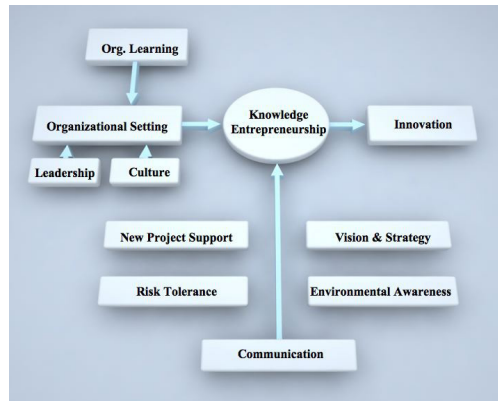 Org. Learning
Knowledge
Entrepreneurship
Organizational Setting
Innovation
Leadership
Culture
New Project Support
Vision & Strategy
Risk Tolerance
Environmental Awareness
Communication